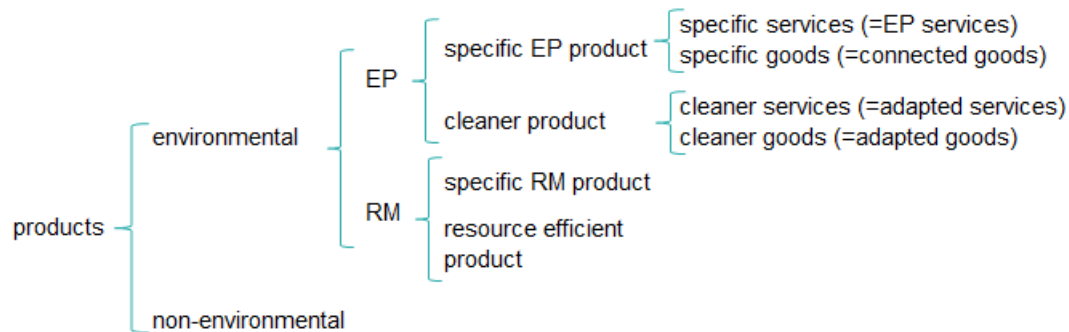 specific services (=EP services)
specific EP product
specific goods (=connected goods)
EP
cleaner services (=adapted services)
cleaner product
cleaner goods (=adapted goods)
environmental
specific RM product
RM
resource efficient
product
products
non-environmental